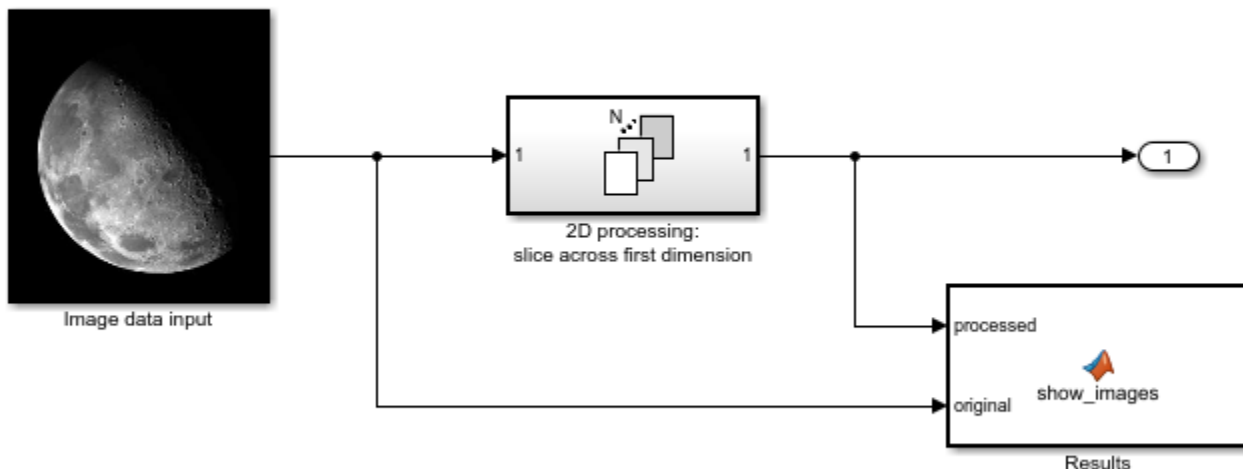 N
1
1
1
2D processing:
slice across first dimension
Image data input
processed
show_images
original
Results